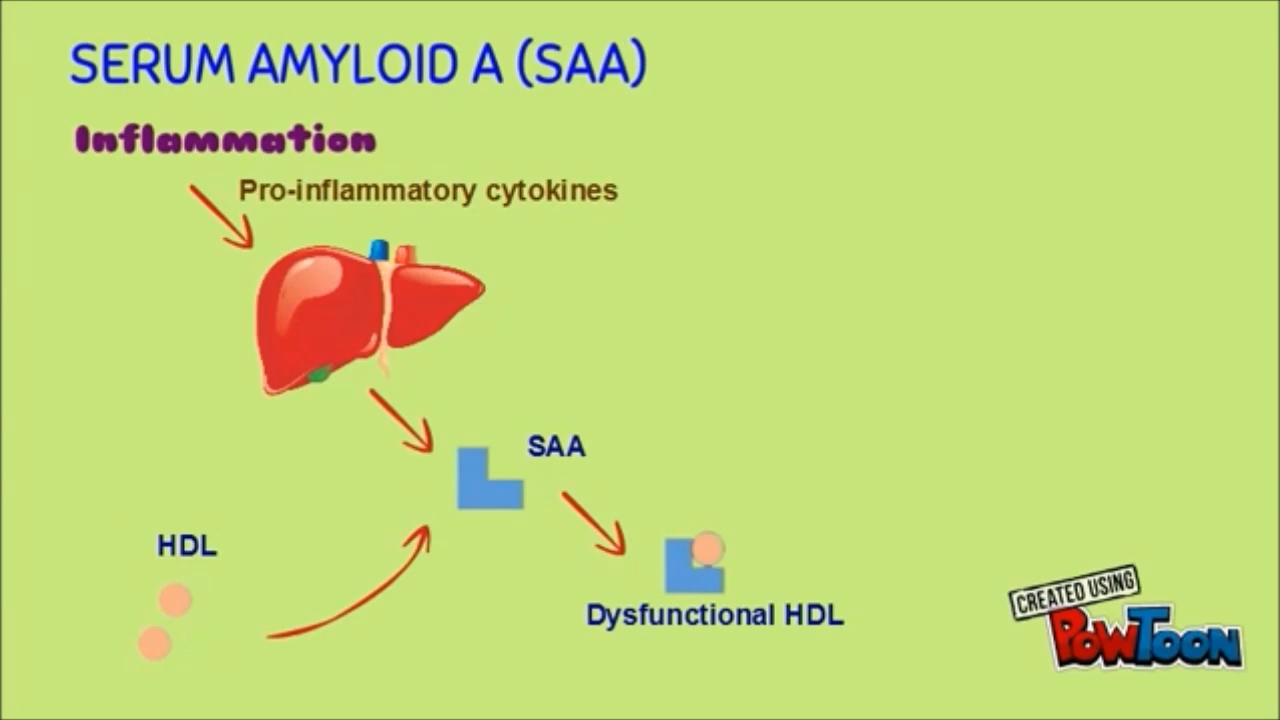 SERUM AMYLOID A (SAA)
Inflammation
Pro-inflammatory cytokines
SAA
HDL
Dysfunctional HDL
CREATED USING
POWTOON